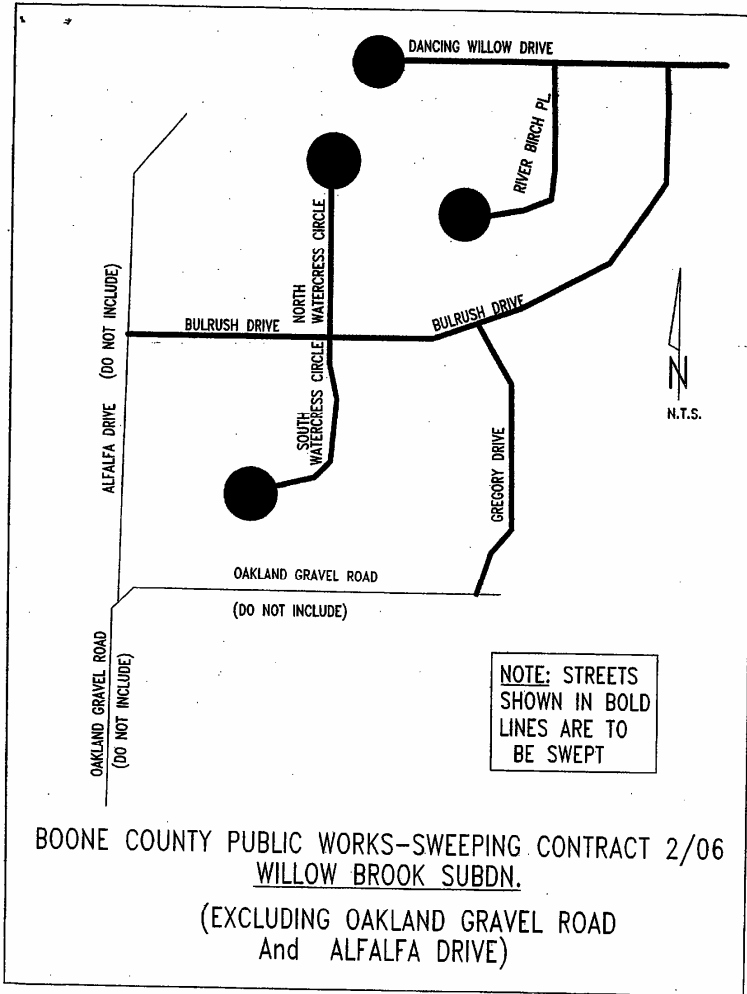 DANCING WILLOW DRIVE
RIVER BIRCH PL.
NORTH
WATERCRESS CIRCLE
ALFALFA DRIVE (DO NOT INCLUDE)
BULRUSH DRIVE
BULRUSH DRIVE
SOUTH
WATERCRESS CIRCLE
N
N.T.S.
GREGORY DRIVE
OAKLAND GRAVEL ROAD
(DO NOT INCLUDE)
OAKLAND GRAVEL ROAD
(DO NOT INCLUDE)
NOTE: STREETS
SHOWN IN BOLD
LINES ARE TO
BE SWEPT
BOONE COUNTY PUBLIC WORKS-SWEEPING CONTRACT 2/06
WILLOW BROOK SUBDN.
(EXCLUDING OAKLAND GRAVEL ROAD
And ALFALFA DRIVE)